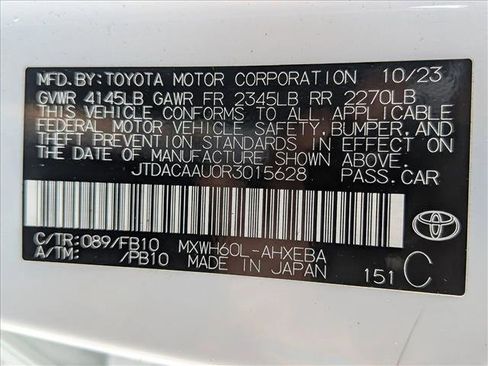 MFD.BY:TOYOTA MOTOR CORPORATION 10/23
GVWR 4145LB GAWR FR 2345LB RR 2270LB
THIS VEHICLE CONFORMS TO ALL APPLICABLE
FEDERAL MOTOR VEHICLE SAFETY,BUMPER,AND
THEFT PREVENTION STANDARDS IN EFFECT ON
THE DATE OF MANUFACTURE SHOWN ABOVE.
JTDACAAU0R3015628 PASS.CAR
C/TR:089/FB10 MXWH60L-AHXEBA
A/TM: /PB10 MADE IN JAPAN 151 C
TOYOTA